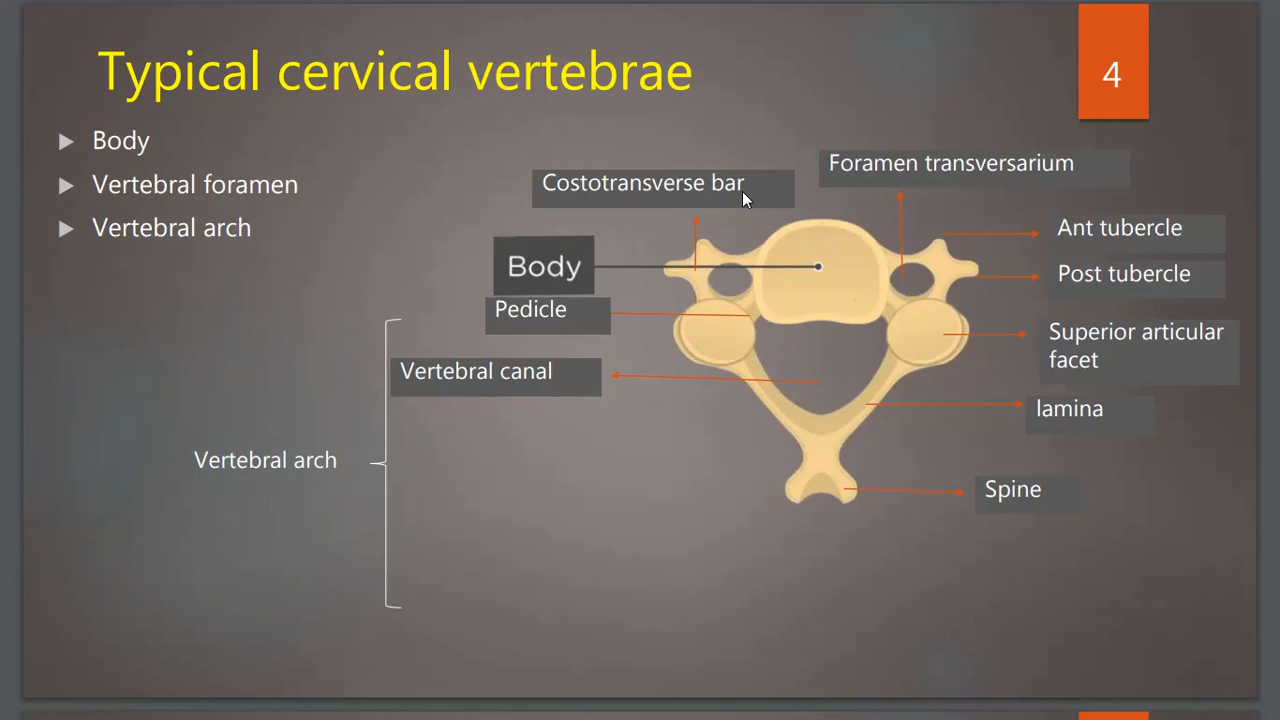 Typical cervical vertebrae
4
Body
Vertebral foramen
Vertebral arch
Costotransverse bar
Foramen transversarium
Body
Pedicle
Vertebral canal
Vertebral arch
Ant tubercle
Post tubercle
Superior articular
facet
lamina
Spine